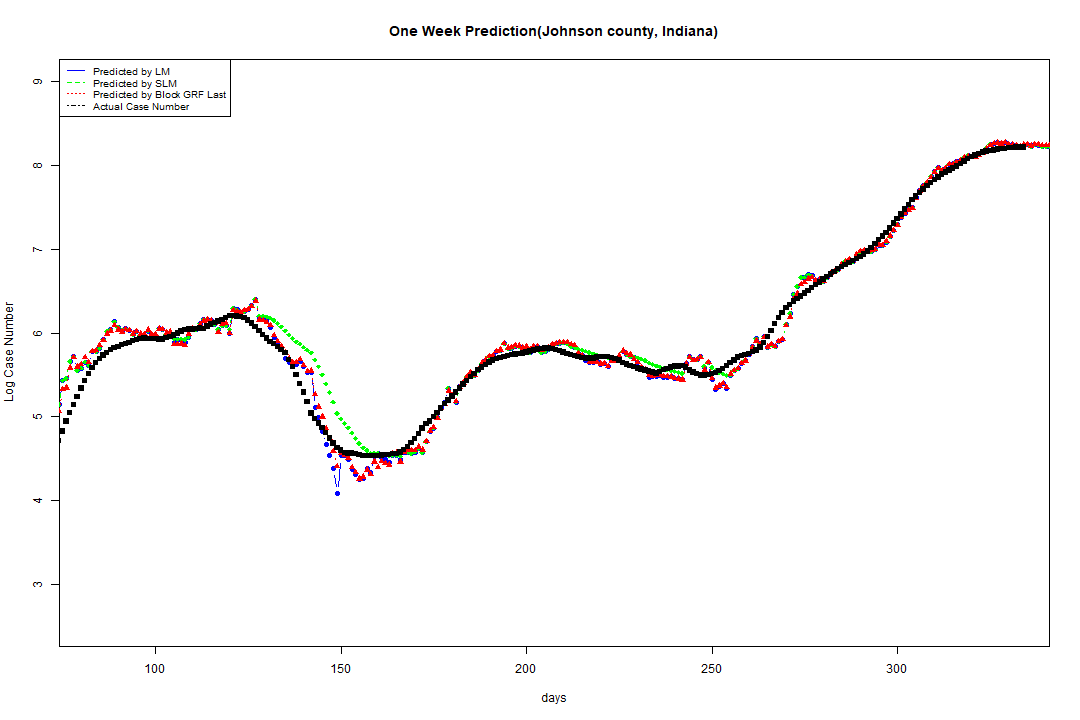 One Week Prediction(Johnson county, Indiana)
Predicted by LM
Predicted by SLM
Predicted by Block GRF Last
Actual Case Number
9
8
7
6
5
4
3
Log Case Number
100 150 200 250 300
days